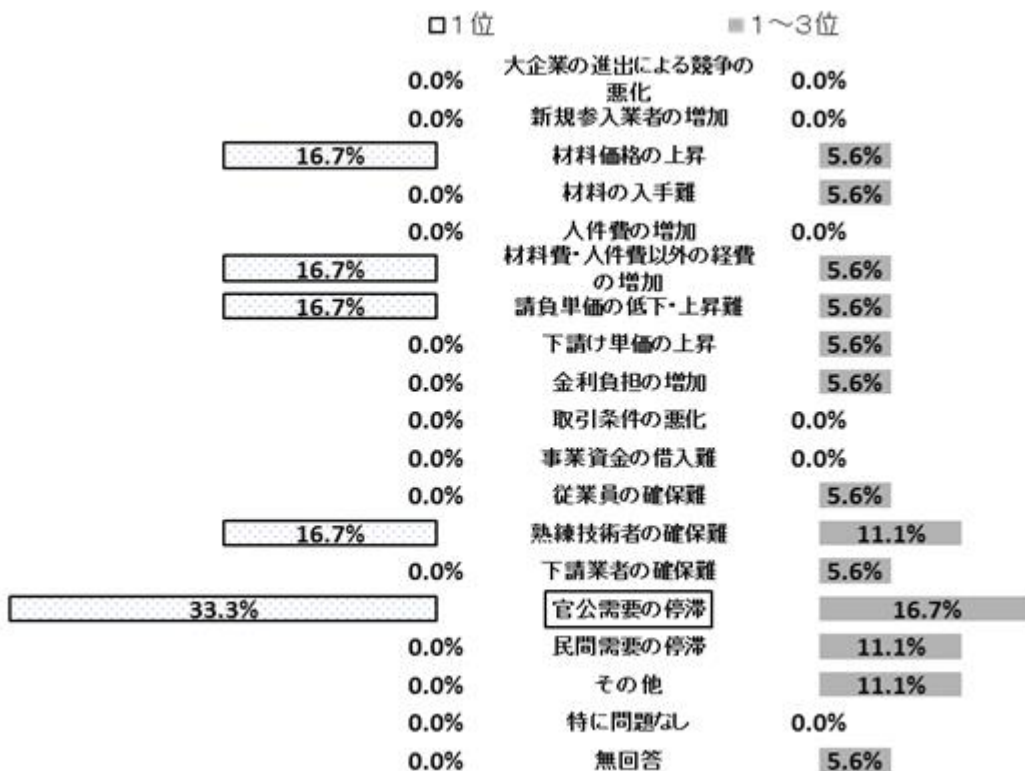 1位 1～3位
0.0% 大企業の進出による競争の 0.0%
悪化
0.0% 新規参入業者の増加 0.0%
16.7% 材料価格の上昇 5.6%
0.0% 材料の入手難 5.6%
0.0% 人件費の増加 0.0%
16.7% 材料費・人件費以外の経費 5.6%
の増加
16.7% 請負単価の低下・上昇難 5.6%
0.0% 下請け単価の上昇 5.6%
0.0% 金利負担の増加 5.6%
0.0% 取引条件の悪化 0.0%
0.0% 事業資金の借入難 0.0%
0.0% 従業員の確保難 5.6%
16.7% 熟練技術者の確保難 11.1%
0.0% 下請業者の確保難 5.6%
33.3% 官公需要の停滞 16.7%
0.0% 民間需要の停滞 11.1%
0.0% その他 11.1%
0.0% 特に問題なし 0.0%
0.0% 無回答 5.6%